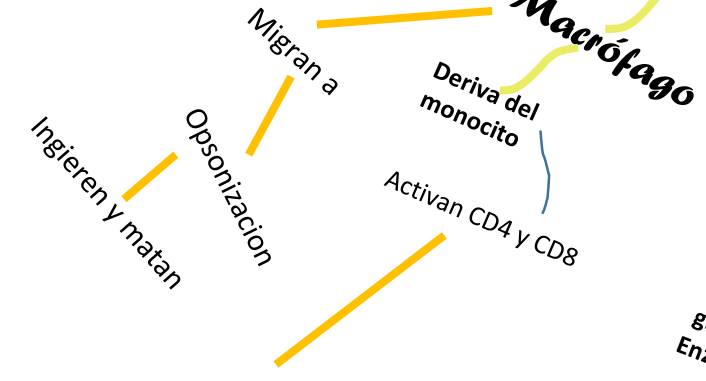 Macrófago
Migran a
Deriva del
monocito
Opsonizacion
Ingieren y matan
Activan CD4 y CD8